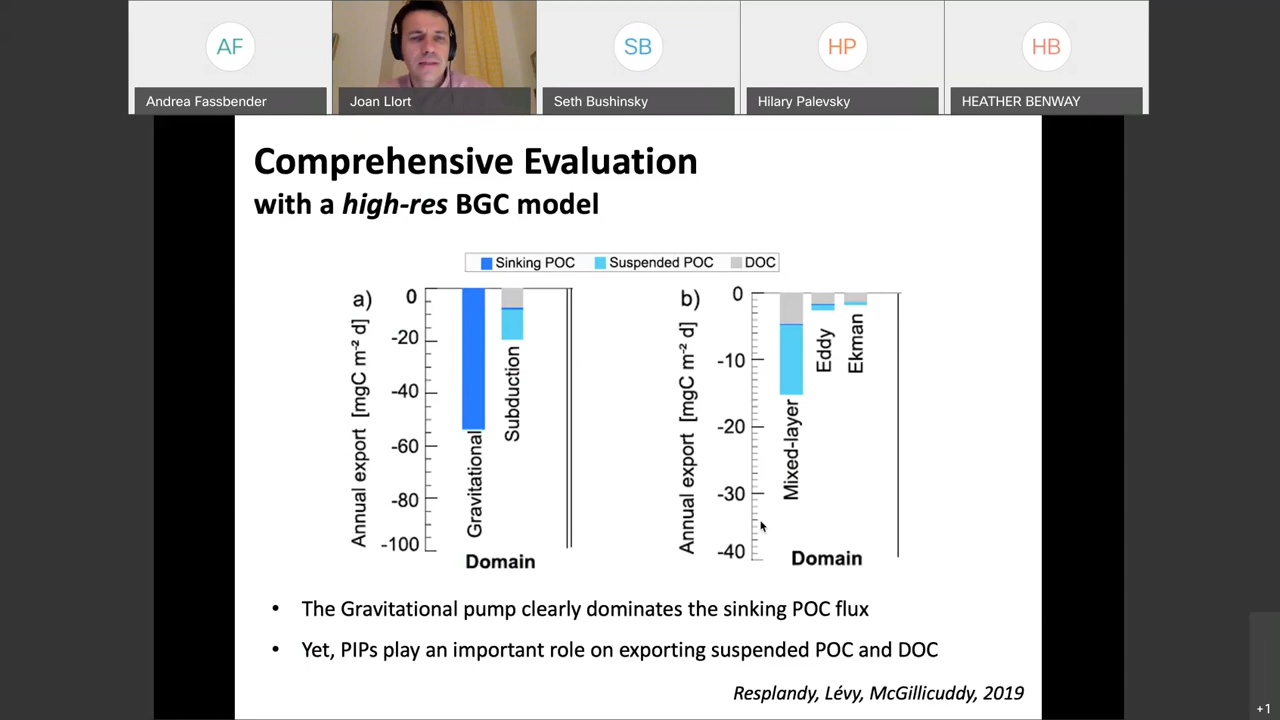 AF
SB
HP
HB
Andrea Fassbender
Joan Llort
Seth Bushinsky
Hilary Palevsky
HEATHER BENWAY
Comprehensive Evaluation
with a high-res BGC model
Sinking POC
Suspended POC
DOC
a)
Annual export [mgC m⁻² d]
0
-20
-40
-60
-80
-100
Gravitational
Subduction
Domain
b)
Annual export [mgC m⁻² d]
0
-10
-20
-30
-40
Mixed-layer
Eddy
Ekman
Domain
• The Gravitational pump clearly dominates the sinking POC flux
• Yet, PIPs play an important role on exporting suspended POC and DOC
Resplandy, Lévy, McGillicuddy, 2019
+1